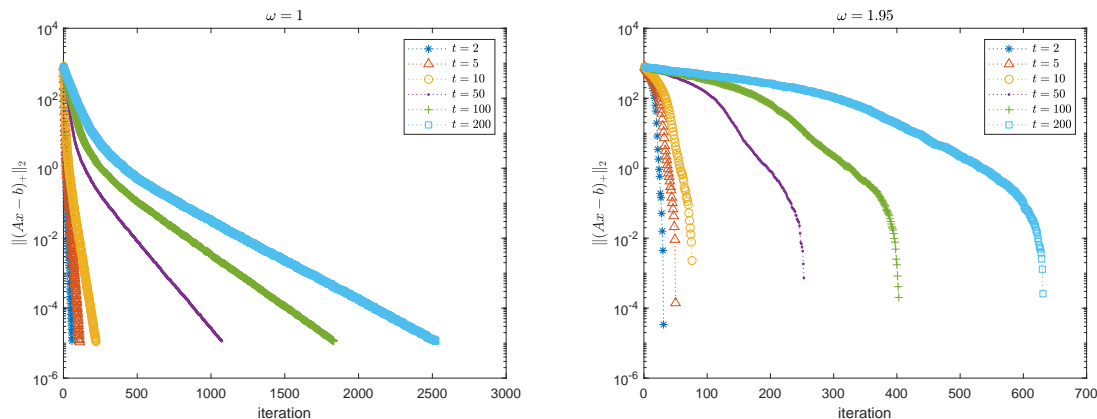 ω = 1
10^4
10^2
10^0
10^-2
10^-4
10^-6
∥(Ax − b)_+∥_2
t = 2
t = 5
t = 10
t = 50
t = 100
t = 200
0 500 1000 1500 2000 2500 3000
iteration
ω = 1.95
10^4
10^2
10^0
10^-2
10^-4
10^-6
∥(Ax − b)_+∥_2
t = 2
t = 5
t = 10
t = 50
t = 100
t = 200
0 100 200 300 400 500 600 700
iteration